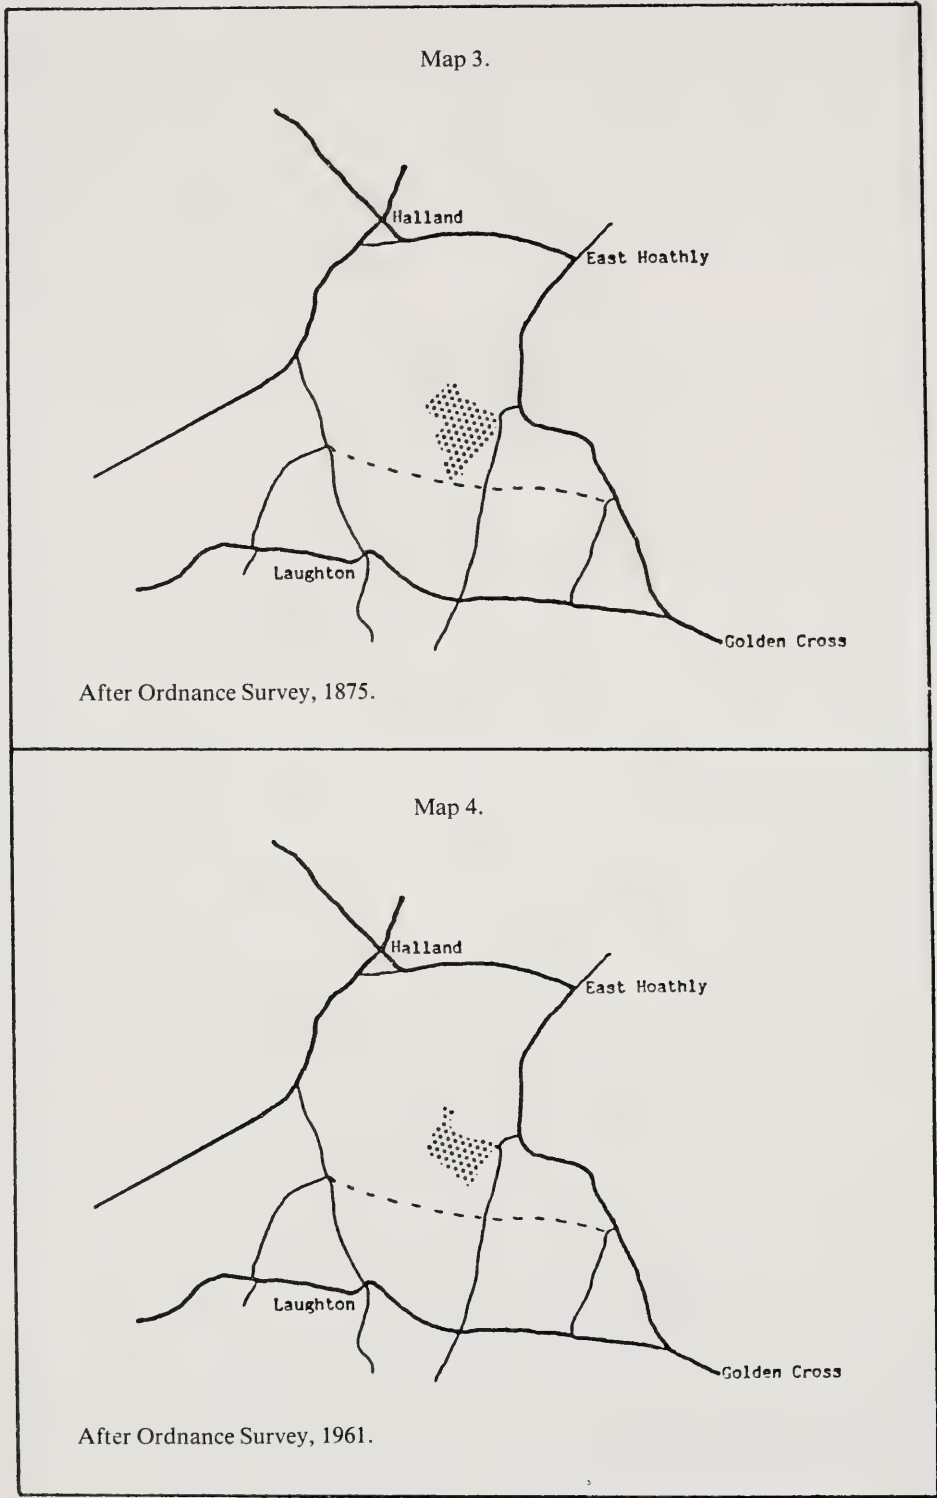 Map 3.
Halland
East Hoathly
Laughton
Golden Cross
After Ordnance Survey, 1875.
Map 4.
Halland
East Hoathly
Laughton
Golden Cross
After Ordnance Survey, 1961.